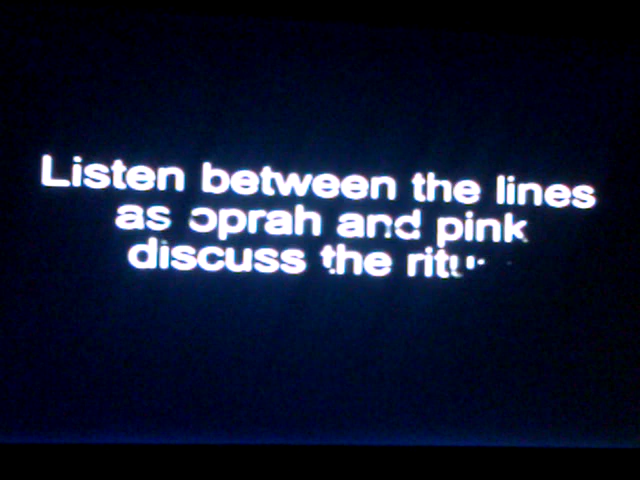 Listen between the lines
as oprah and pink
discuss the